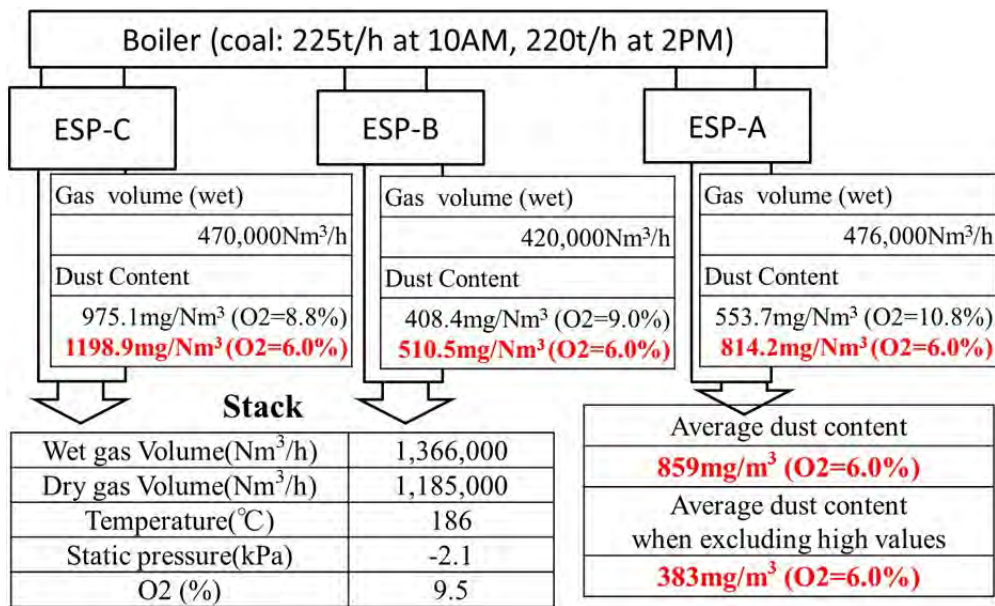 Boiler (coal: 225t/h at 10AM, 220t/h at 2PM)
ESP-C
Gas volume (wet)
470,000Nm³/h
Dust Content
975.1mg/Nm³ (O2=8.8%)
1198.9mg/Nm³ (O2=6.0%)
ESP-B
Gas volume (wet)
420,000Nm³/h
Dust Content
408.4mg/Nm³ (O2=9.0%)
510.5mg/Nm³ (O2=6.0%)
ESP-A
Gas volume (wet)
476,000Nm³/h
Dust Content
553.7mg/Nm³ (O2=10.8%)
814.2mg/Nm³ (O2=6.0%)
Stack
Wet gas Volume(Nm³/h) 1,366,000
Dry gas Volume(Nm³/h) 1,185,000
Temperature(℃) 186
Static pressure(kPa) -2.1
O2 (%) 9.5
Average dust content
859mg/m³ (O2=6.0%)
Average dust content
when excluding high values
383mg/m³ (O2=6.0%)